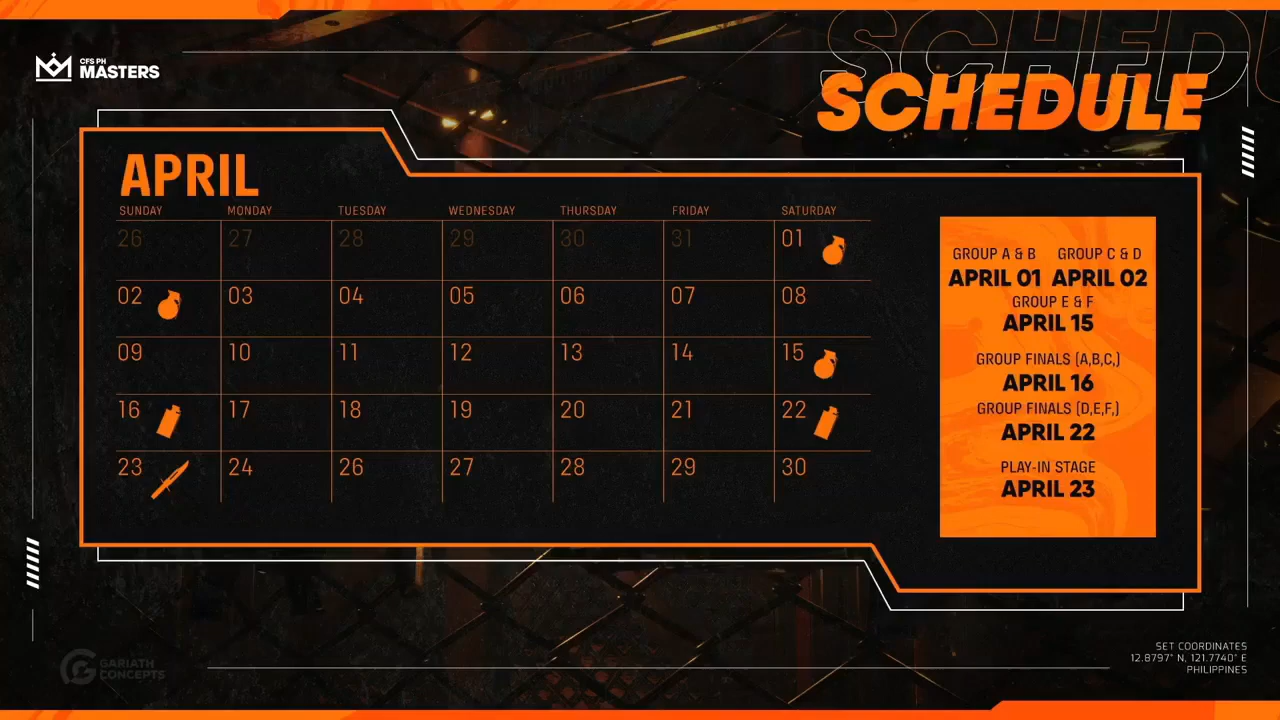 SCHEDULE
CFS PH
MASTERS
SCHEDULE
APRIL
SUNDAY MONDAY TUESDAY WEDNESDAY THURSDAY FRIDAY SATURDAY
26 27 28 29 30 31 01
02 03 04 05 06 07 08
09 10 11 12 13 14 15
16 17 18 19 20 21 22
23 24 26 27 28 29 30
GROUP A & B GROUP C & D
APRIL 01 APRIL 02
GROUP E & F
APRIL 15
GROUP FINALS (A,B,C,)
APRIL 16
GROUP FINALS (D,E,F,)
APRIL 22
PLAY-IN STAGE
APRIL 23
GARIATH
CONCEPTS
SET COORDINATES
12.8797° N, 121.7740° E
PHILIPPINES